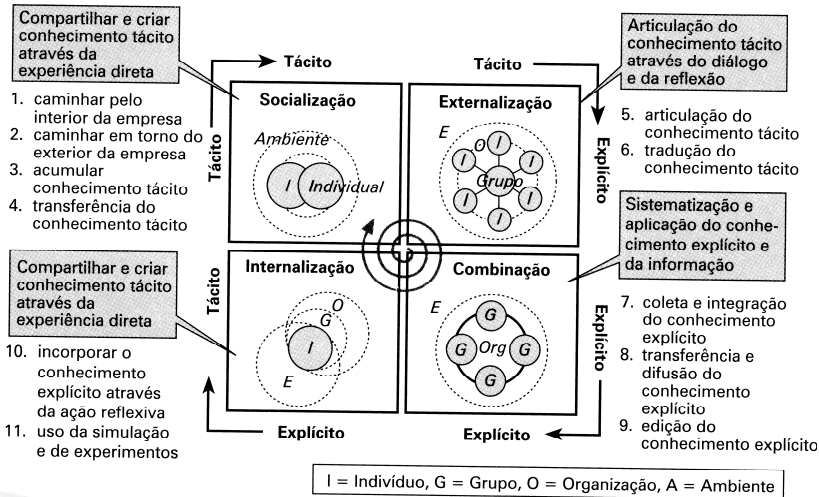 Compartilhar e criar
conhecimento tácito
através da
experiência direta
1. caminhar pelo
interior da empresa
2. caminhar em torno do
exterior da empresa
3. acumular
conhecimento tácito
4. transferência do
conhecimento tácito
Tácito
Tácito
Socialização
Ambiente
I
Individual
Tácito
Externalização
E
O
I
I
I
Grupo
I
I
I
Explícito
Articulação do
conhecimento tácito
através do diálogo
e da reflexão
5. articulação do
conhecimento tácito
6. tradução do
conhecimento tácito
Compartilhar e criar
conhecimento tácito
através da
experiência direta
10. incorporar o
conhecimento
explícito através
da ação reflexiva
11. uso da simulação
e de experimentos
Tácito
Internalização
O
G
I
E
Explícito
Combinação
E
G
G
Org
G
G
Explícito
Explícito
Sistematização e
aplicação do conhe-
cimento explícito e
da informação
7. coleta e integração
do conhecimento
explícito
8. transferência e
difusão do
conhecimento
explícito
9. edição do
conhecimento explícito
I = Indivíduo, G = Grupo, O = Organização, A = Ambiente